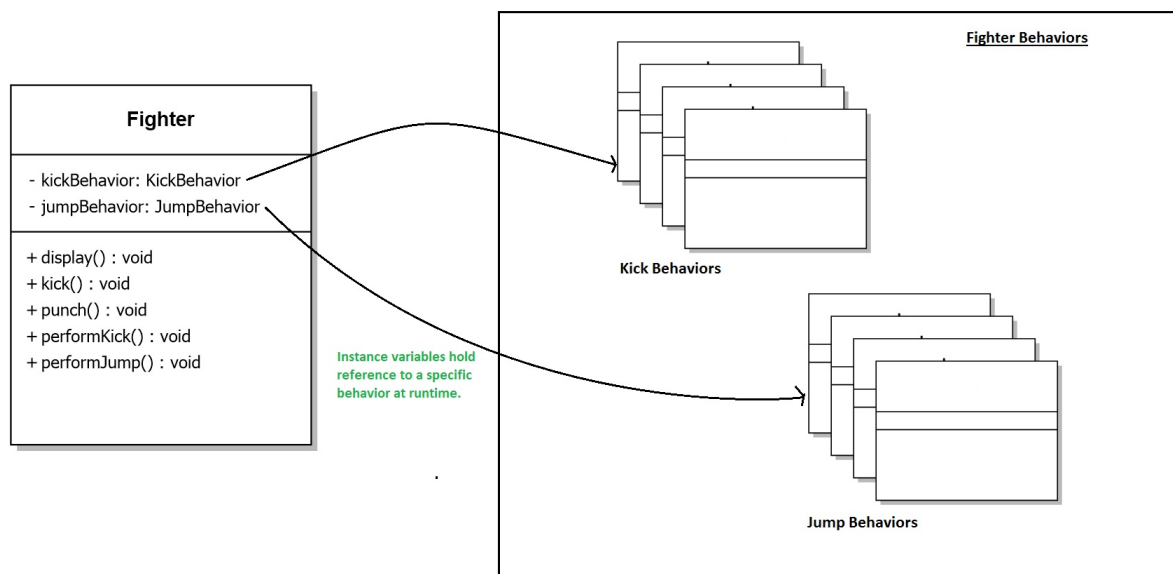 Fighter
- kickBehavior: KickBehavior
- jumpBehavior: JumpBehavior
+ display() : void
+ kick() : void
+ punch() : void
+ performKick() : void
+ performJump() : void
Instance variables hold
reference to a specific
behavior at runtime.
Fighter Behaviors
Kick Behaviors
Jump Behaviors